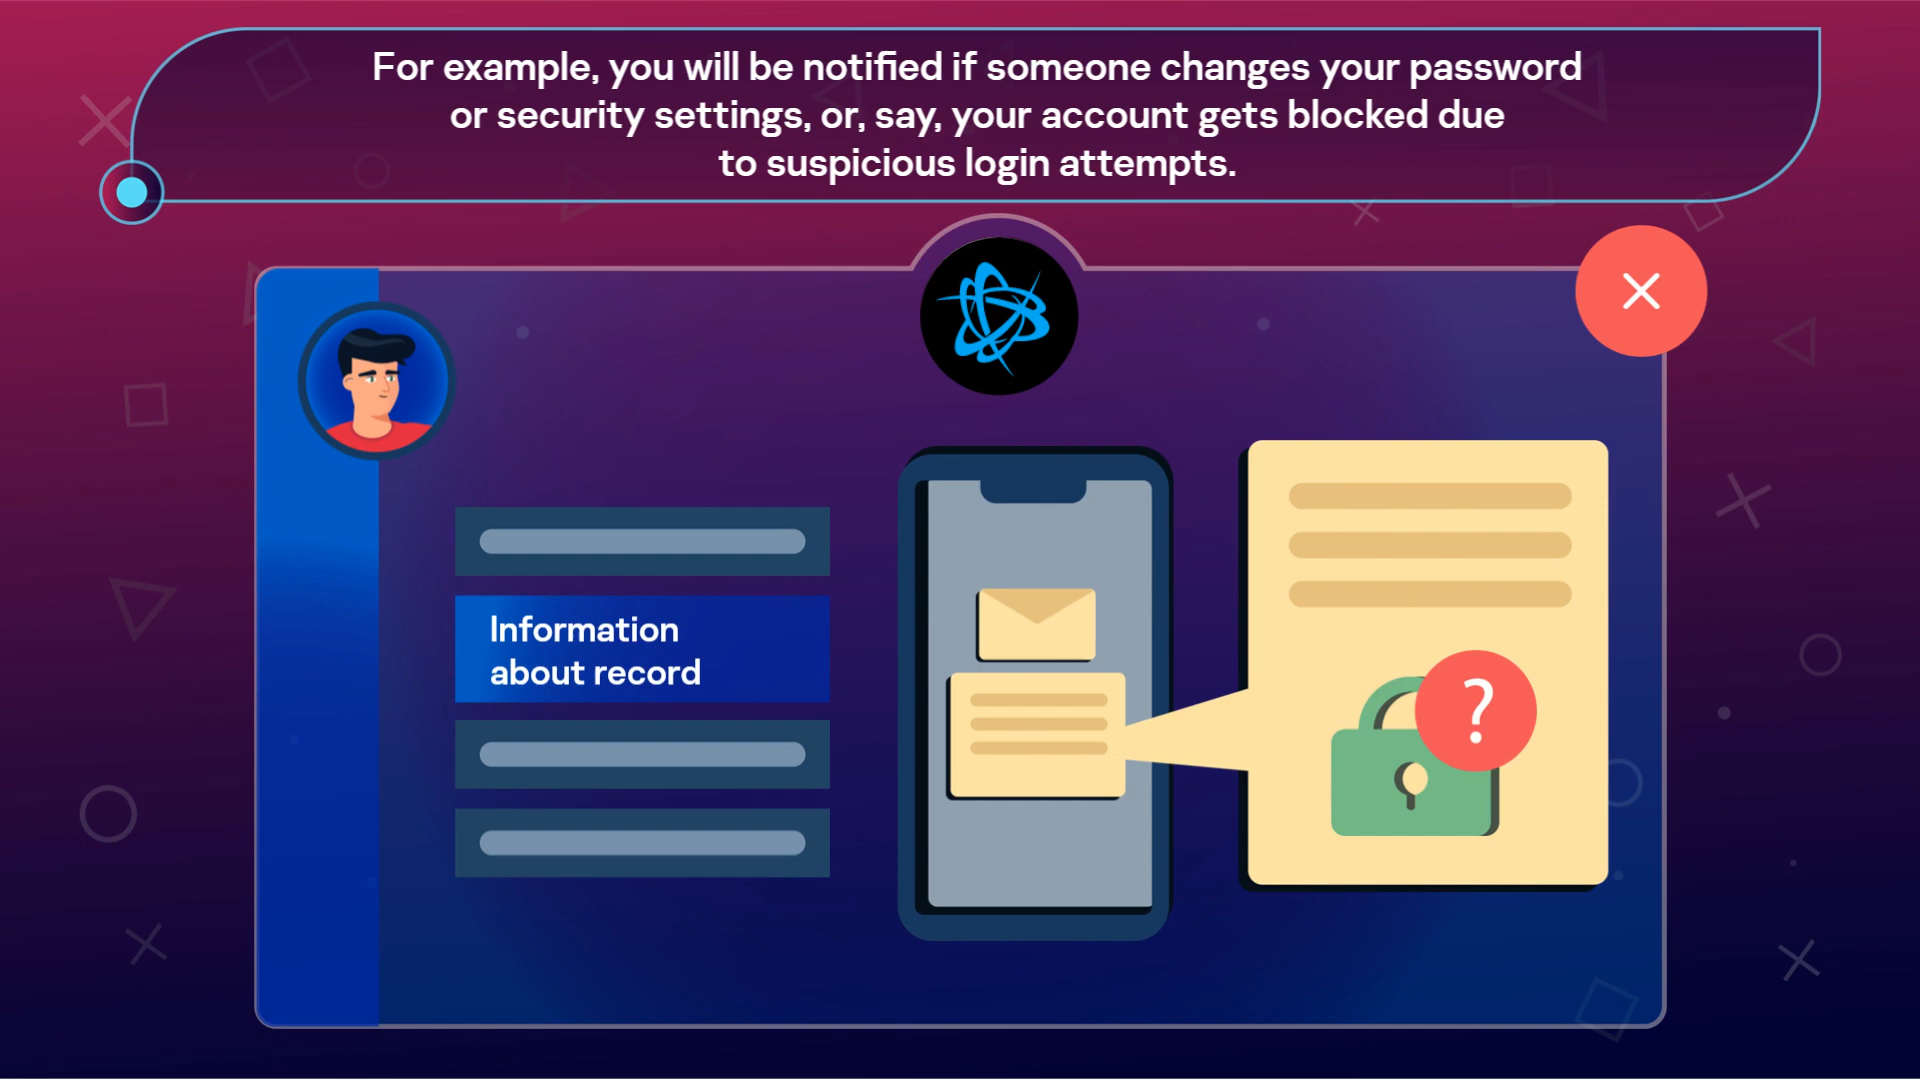 For example, you will be notified if someone changes your password
or security settings, or, say, your account gets blocked due
to suspicious login attempts.
Information
about record
?